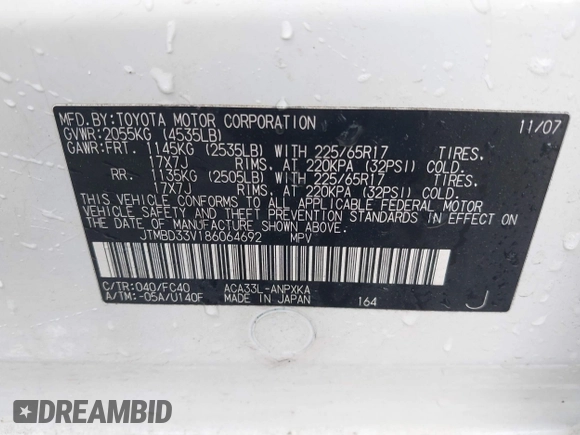 MFD.BY:TOYOTA MOTOR CORPORATION 11/07
GVWR:2055KG (4535LB)
GAWR:FRT. 1145KG (2535LB) WITH 225/65R17 TIRES.
17X7J RIMS. AT 220KPA (32PSI) COLD.
RR. 1135KG (2505LB) WITH 225/65R17 TIRES.
17X7J RIMS. AT 220KPA (32PSI) COLD.
THIS VEHICLE CONFORMS TO ALL APPLICABLE FEDERAL MOTOR
VEHICLE SAFETY AND THEFT PREVENTION STANDARDS IN EFFECT ON
THE DATE OF MANUFACTURE SHOWN ABOVE.
JTMBD33V186064692 MPV
C/TR:040/FC40 ACA33L-ANPXKA
A/TM:-05A/U140F MADE IN JAPAN 164 J
DREAMBID